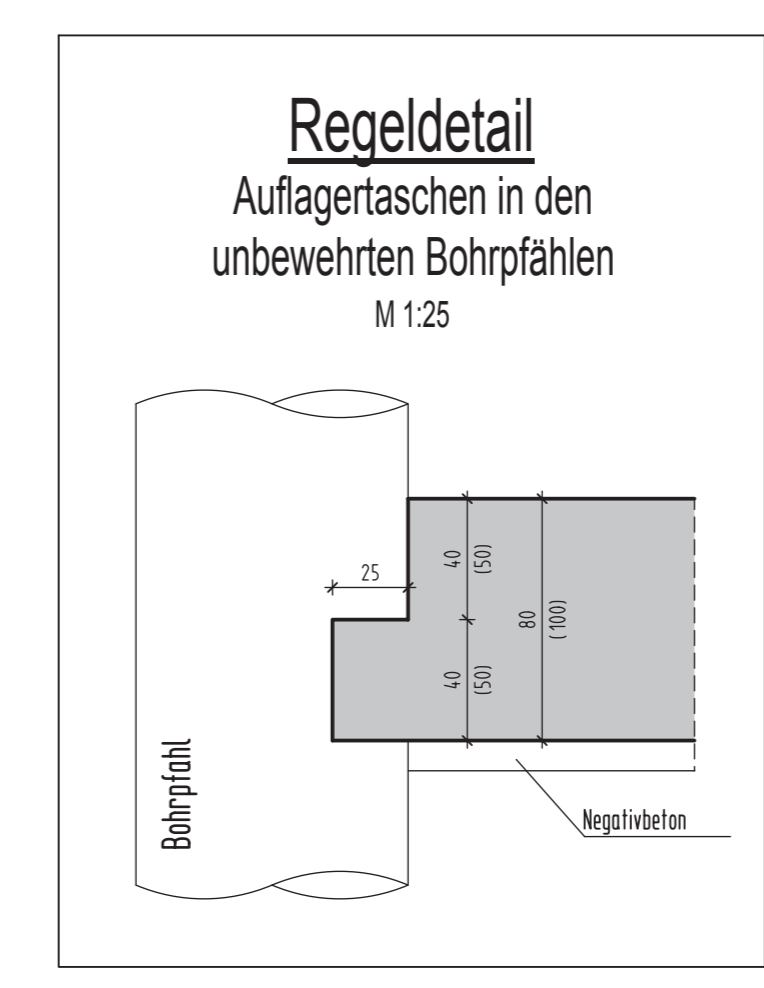 Regeldetail
Auflagertaschen in den
unbewehrten Bohrpfählen
M 1:25
25
40
(50)
80
(100)
40
(50)
Bohrpfahl
Negativbeton